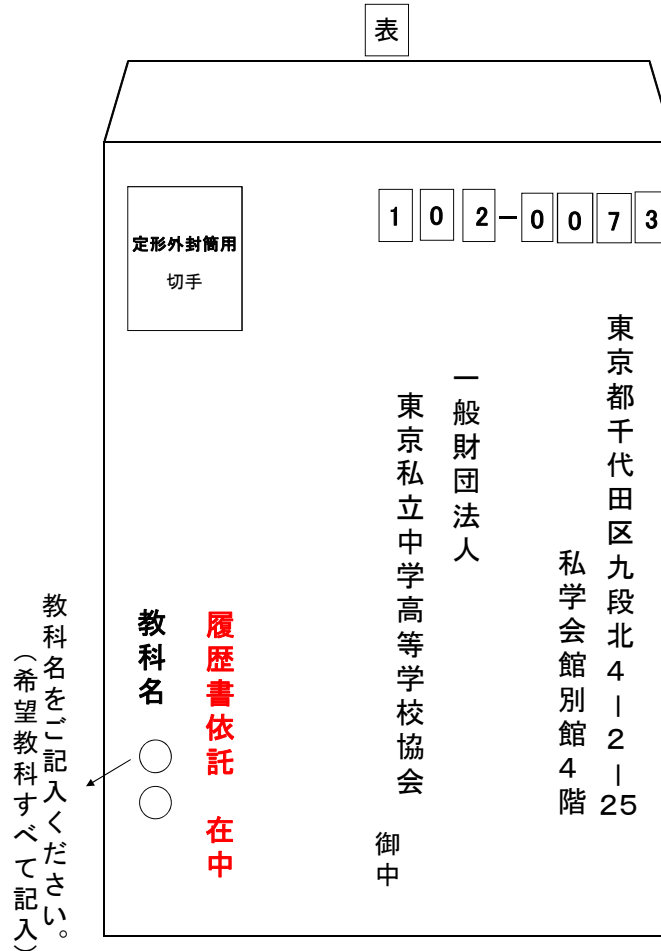 表
定形外封筒用
切手
102-0073
東京都千代田区九段北4-2-25
私学会館別館4階
一般財団法人
東京私立中学高等学校協会
御中
履歴書依託 在中
教科名 ○○
教科名をご記入ください。
(希望教科すべて記入)